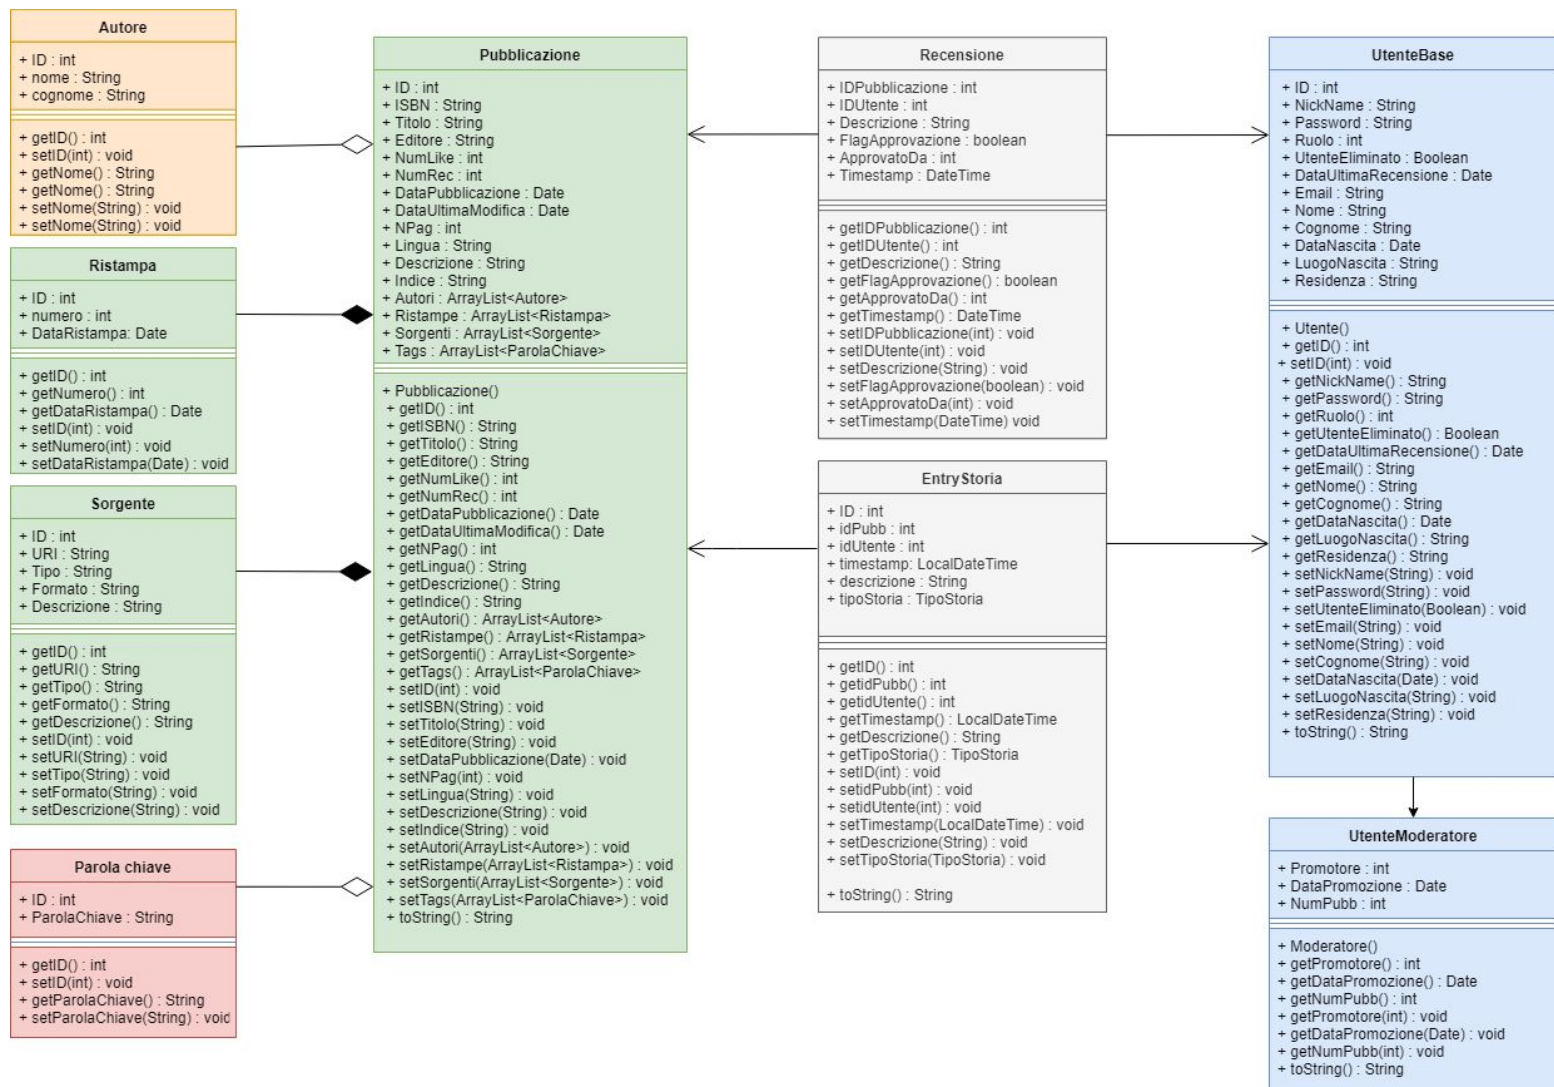 Autore
+ ID : int
+ nome : String
+ cognome : String
+ getID() : int
+ setID(int) : void
+ getNome() : String
+ getNome() : String
+ setNome(String) : void
+ setNome(String) : void
Ristampa
+ ID : int
+ numero : int
+ DataRistampa: Date
+ getID() : int
+ getNumero() : int
+ getDataRistampa() : Date
+ setID(int) : void
+ setNumero(int) : void
+ setDataRistampa(Date) : void
Sorgente
+ ID : int
+ URI : String
+ Tipo : String
+ Formato : String
+ Descrizione : String
+ getID() : int
+ getURI() : String
+ getTipo() : String
+ getFormato() : String
+ getDescrizione() : String
+ setID(int) : void
+ setURI(String) : void
+ setTipo(String) : void
+ setFormato(String) : void
+ setDescrizione(String) : void
Parola chiave
+ ID : int
+ ParolaChiave : String
+ getID() : int
+ setID(int) : void
+ getParolaChiave() : String
+ setParolaChiave(String) : void
Pubblicazione
+ ID : int
+ ISBN : String
+ Titolo : String
+ Editore : String
+ NumLike : int
+ NumRec : int
+ DataPubblicazione : Date
+ DataUltimaModifica : Date
+ NPag : int
+ Lingua : String
+ Descrizione : String
+ Indice : String
+ Autori : ArrayList<Autore>
+ Ristampe : ArrayList<Ristampa>
+ Sorgenti : ArrayList<Sorgente>
+ Tags : ArrayList<ParolaChiave>
+ Pubblicazione()
+ getID() : int
+ getISBN() : String
+ getTitolo() : String
+ getEditore() : String
+ getNumLike() : int
+ getNumRec() : int
+ getDataPubblicazione() : Date
+ getDataUltimaModifica() : Date
+ getNPag() : int
+ getLingua() : String
+ getDescrizione() : String
+ getIndice() : String
+ getAutori() : ArrayList<Autore>
+ getRistampe() : ArrayList<Ristampa>
+ getSorgenti() : ArrayList<Sorgente>
+ getTags() : ArrayList<ParolaChiave>
+ setID(int) : void
+ setISBN(String) : void
+ setTitolo(String) : void
+ setEditore(String) : void
+ setDataPubblicazione(Date) : void
+ setNPag(int) : void
+ setLingua(String) : void
+ setDescrizione(String) : void
+ setIndice(String) : void
+ setAutori(ArrayList<Autore>) : void
+ setRistampe(ArrayList<Ristampa>) : void
+ setSorgenti(ArrayList<Sorgente>) : void
+ setTags(ArrayList<ParolaChiave>) : void
+ toString() : String
Recensione
+ IDPubblicazione : int
+ IDUtente : int
+ Descrizione : String
+ FlagApprovazione : boolean
+ ApprovatoDa : int
+ Timestamp : DateTime
+ getIDPubblicazione() : int
+ getIDUtente() : int
+ getDescrizione() : String
+ getFlagApprovazione() : boolean
+ getApprovatoDa() : int
+ getTimestamp() : DateTime
+ setIDPubblicazione(int) : void
+ setIDUtente(int) : void
+ setDescrizione(String) : void
+ setFlagApprovazione(boolean) : void
+ setApprovatoDa(int) : void
+ setTimestamp(DateTime) void
EntryStoria
+ ID : int
+ idPubb : int
+ idUtente : int
+ timestamp: LocalDateTime
+ descrizione : String
+ tipoStoria : TipoStoria
+ getID() : int
+ getidPubb() : int
+ getidUtente() : int
+ getTimestamp() : LocalDateTime
+ getDescrizione() : String
+ getTipoStoria() : TipoStoria
+ setID(int) : void
+ setidPubb(int) : void
+ setidUtente(int) : void
+ setTimestamp(LocalDateTime) : void
+ setDescrizione(String) : void
+ setTipoStoria(TipoStoria) : void
+ toString() : String
UtenteBase
+ ID : int
+ NickName : String
+ Password : String
+ Ruolo : int
+ UtenteEliminato : Boolean
+ DataUltimaRecensione : Date
+ Email : String
+ Nome : String
+ Cognome : String
+ DataNascita : Date
+ LuogoNascita : String
+ Residenza : String
+ Utente()
+ getID() : int
+ setID(int) : void
+ getNickName() : String
+ getPassword() : String
+ getRuolo() : int
+ getUtenteEliminato() : Boolean
+ getDataUltimaRecensione() : Date
+ getEmail() : String
+ getNome() : String
+ getCognome() : String
+ getDataNascita() : Date
+ getLuogoNascita() : String
+ getResidenza() : String
+ setNickName(String) : void
+ setPassword(String) : void
+ setUtenteEliminato(Boolean) : void
+ setEmail(String) : void
+ setNome(String) : void
+ setCognome(String) : void
+ setDataNascita(Date) : void
+ setLuogoNascita(String) : void
+ setResidenza(String) : void
+ toString() : String
UtenteModeratore
+ Promotore : int
+ DataPromozione : Date
+ NumPubb : int
+ Moderatore()
+ getPromotore() : int
+ getDataPromozione() : Date
+ getNumPubb() : int
+ getPromotore(int) : void
+ getDataPromozione(Date) : void
+ getNumPubb(int) : void
+ toString() : String